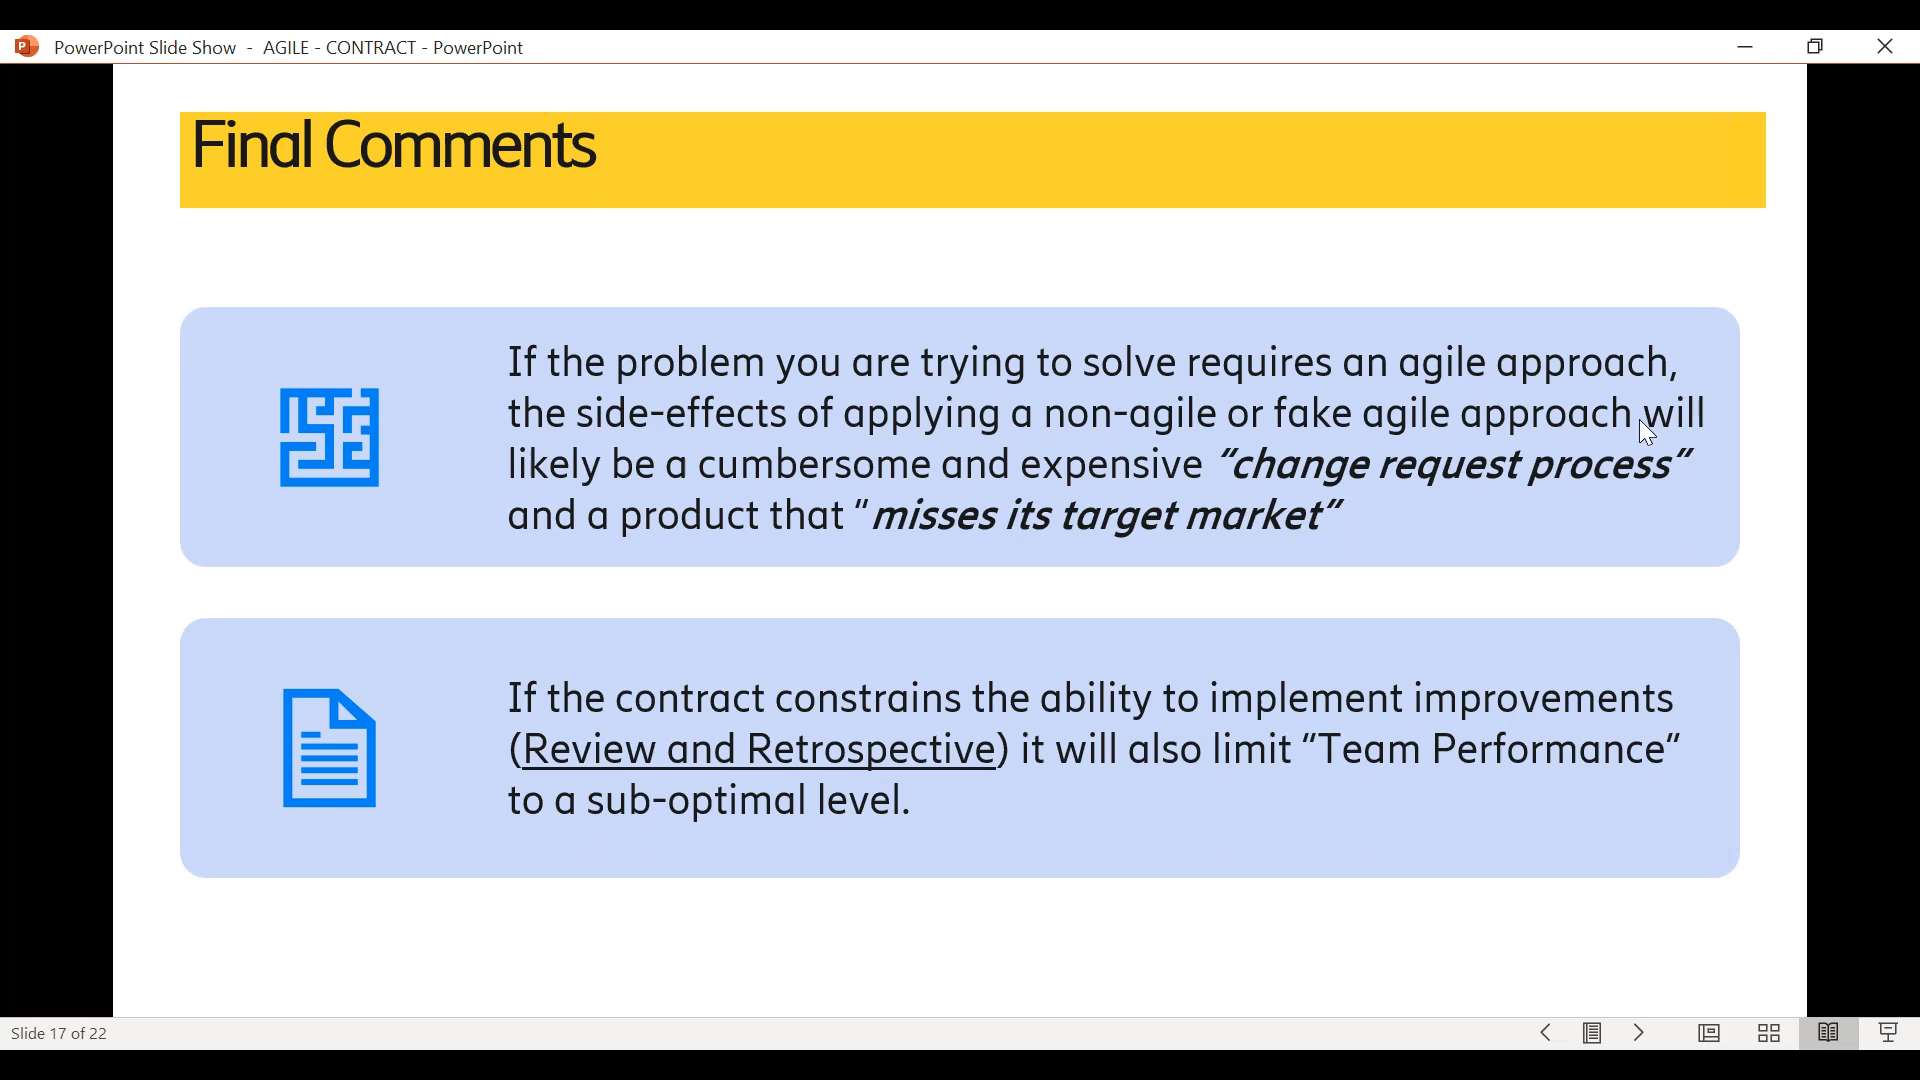 PowerPoint Slide Show - AGILE - CONTRACT - PowerPoint
Final Comments
If the problem you are trying to solve requires an agile approach,
the side-effects of applying a non-agile or fake agile approach will
likely be a cumbersome and expensive “change request process”
and a product that “misses its target market”
If the contract constrains the ability to implement improvements
(Review and Retrospective) it will also limit “Team Performance”
to a sub-optimal level.
Slide 17 of 22